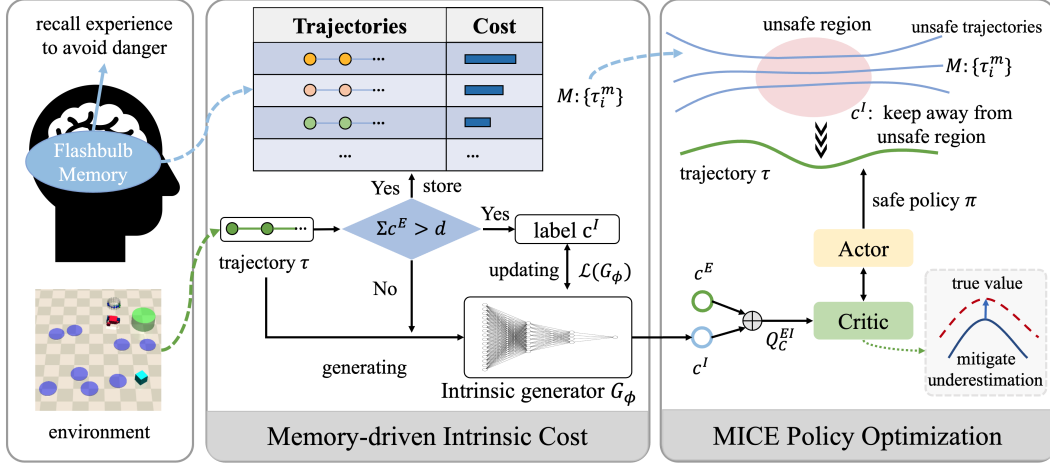 recall experience
to avoid danger
Flashbulb
Memory
environment
Trajectories
Cost
...
...
...
...
...
Yes
store
Σc^E > d
Yes
label c^I
trajectory τ
...
updating
ℒ(G_ϕ)
No
generating
Intrinsic generator G_ϕ
Memory-driven Intrinsic Cost
M: {τ_i^m}
unsafe region
unsafe trajectories
M: {τ_i^m}
c^I: keep away from
unsafe region
trajectory τ
safe policy π
Actor
c^E
c^I
Q_C^{EI}
Critic
true value
mitigate
underestimation
MICE Policy Optimization